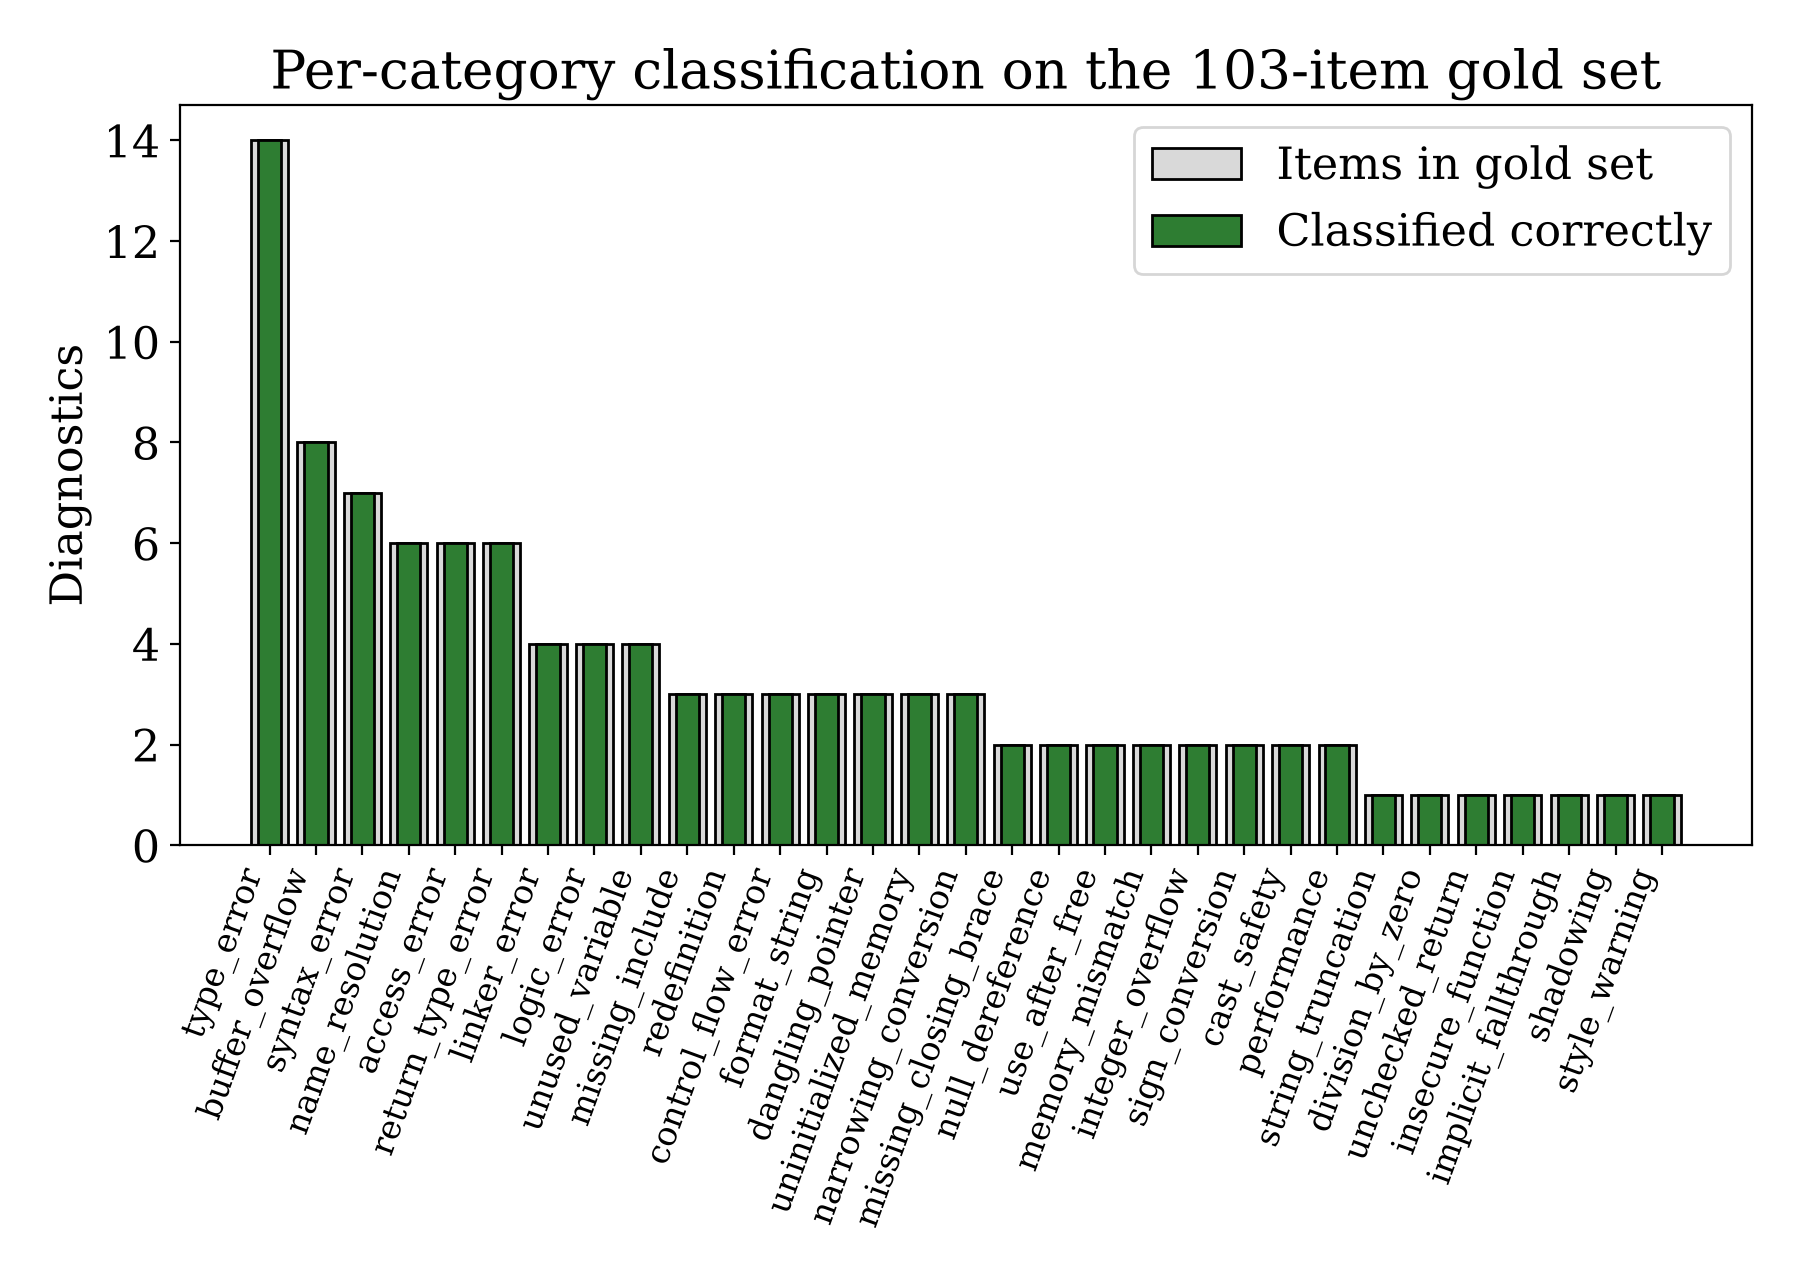 Per-category classification on the 103-item gold set
Items in gold set
Classified correctly
Diagnostics
14
12
10
8
6
4
2
0
type_error
buffer_overflow
syntax_error
name_resolution
access_error
return_type_error
linker_error
logic_error
unused_variable
missing_include
redefinition
control_flow_error
format_string
dangling_pointer
uninitialized_memory
narrowing_conversion
missing_closing_brace
null_dereference
use_after_free
memory_mismatch
integer_overflow
sign_conversion
cast_safety
performance
string_truncation
division_by_zero
unchecked_return
insecure_function
implicit_fallthrough
shadowing
style_warning